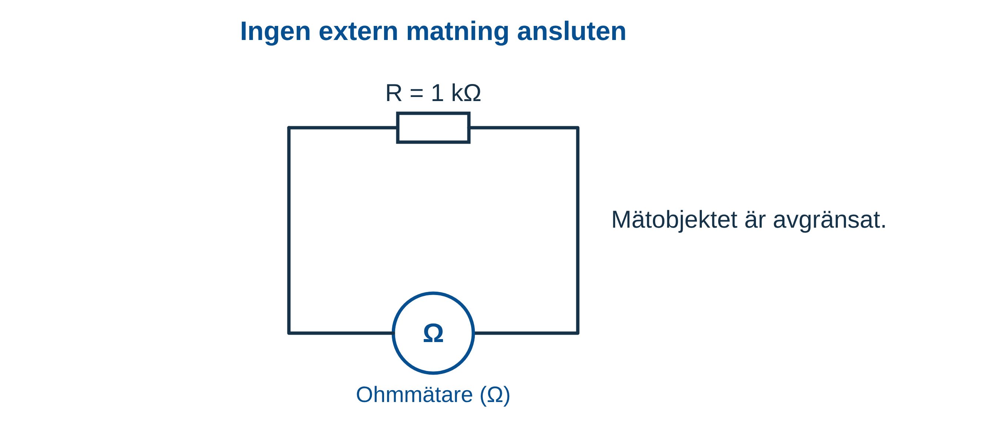 Ingen extern matning ansluten
R = 1 kΩ
Mätobjektet är avgränsat.
Ω
Ohmmätare (Ω)